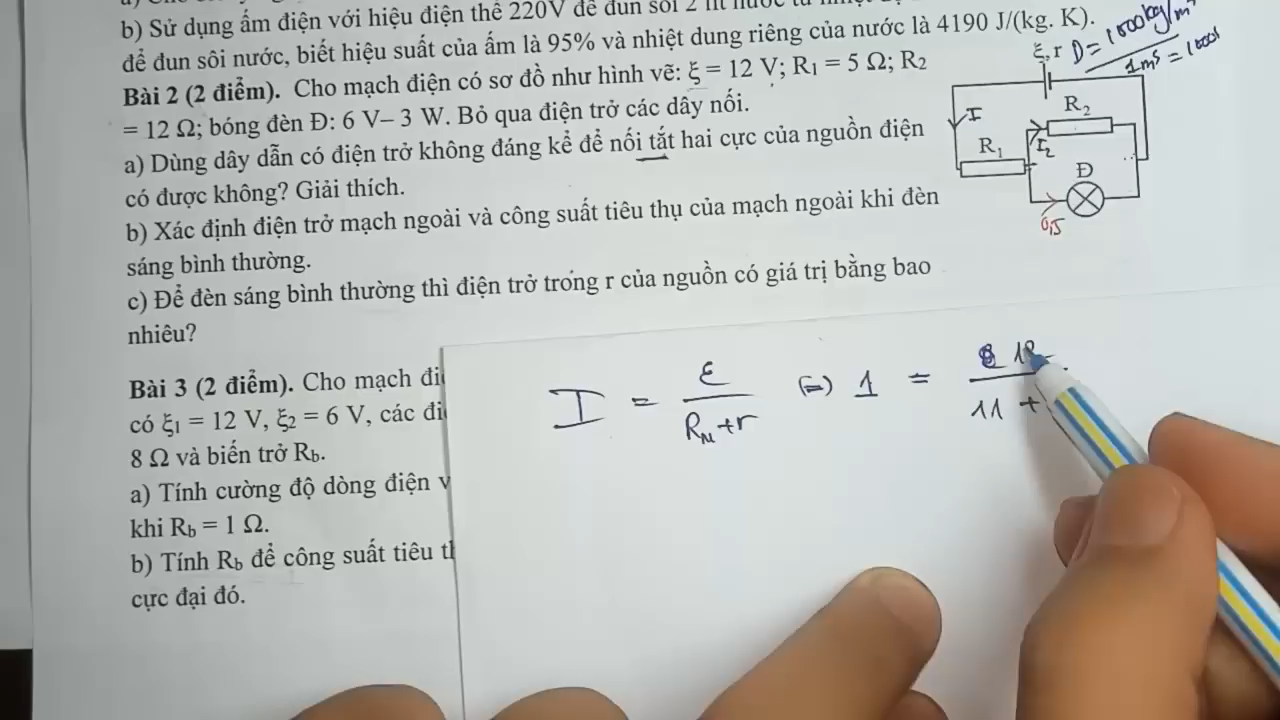 b) Sử dụng ấm điện với hiệu điện thế 220V để đun sôi 2 lít nước từ nhiệt
để đun sôi nước, biết hiệu suất của ấm là 95% và nhiệt dung riêng của nước là 4190 J/(kg. K).
Bài 2 (2 điểm). Cho mạch điện có sơ đồ như hình vẽ: ξ = 12 V; R₁ = 5 Ω; R₂
= 12 Ω; bóng đèn Đ: 6 V– 3 W. Bỏ qua điện trở các dây nối.
a) Dùng dây dẫn có điện trở không đáng kể để nối tắt hai cực của nguồn điện
có được không? Giải thích.
b) Xác định điện trở mạch ngoài và công suất tiêu thụ của mạch ngoài khi đèn
sáng bình thường.
c) Để đèn sáng bình thường thì điện trở trong r của nguồn có giá trị bằng bao
nhiêu?
D = 1000kg/m³
1m³ = 1000l
ξ, r
I
R₂
R₁
I₂
Đ
0,5
Bài 3 (2 điểm). Cho mạch đi
có ξ₁ = 12 V, ξ₂ = 6 V, các đi
8 Ω và biến trở R_b.
a) Tính cường độ dòng điện
khi R_b = 1 Ω.
b) Tính R_b để công suất tiêu
cực đại đó.
I = ε / (R_N + r) (=) 1 = 12 / (11 +